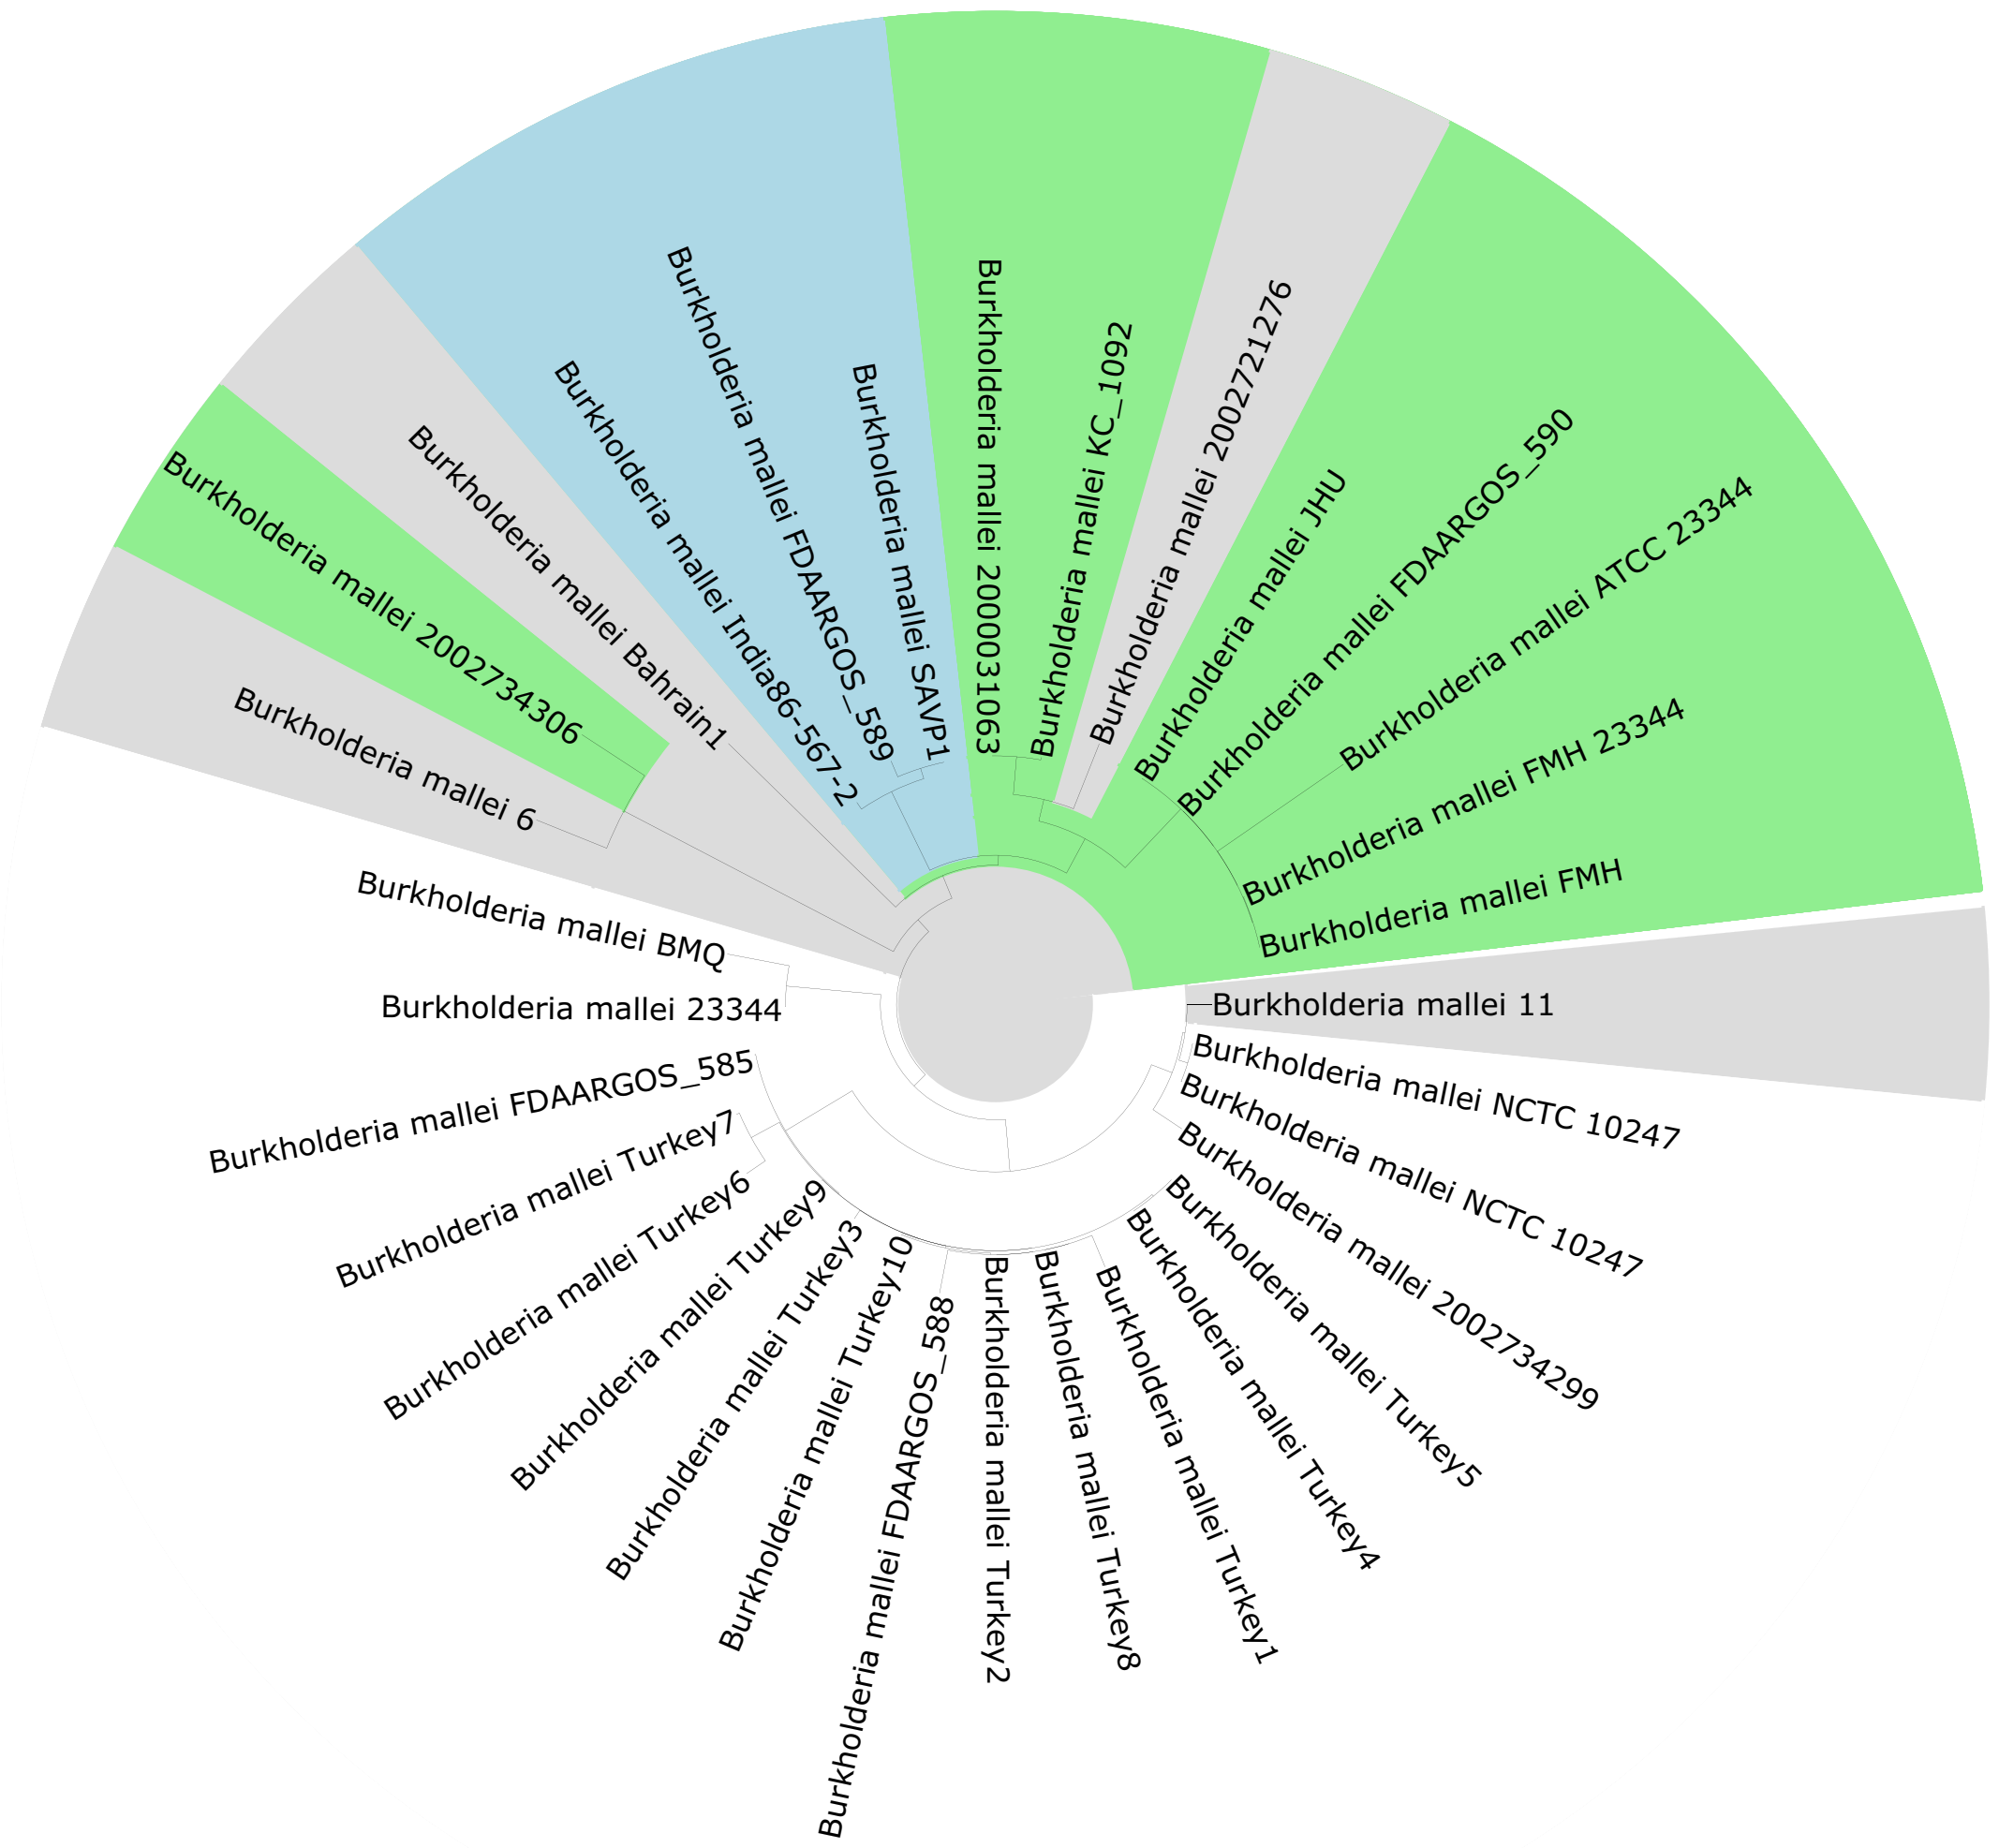 Burkholderia mallei 6
Burkholderia mallei 2002734306
Burkholderia mallei Bahrain1
Burkholderia mallei India86-567-2
Burkholderia mallei FDAARGOS_589
Burkholderia mallei SAVP1
Burkholderia mallei 2000031063
Burkholderia mallei KC_1092
Burkholderia mallei 2002721276
Burkholderia mallei JHU
Burkholderia mallei FDAARGOS_590
Burkholderia mallei ATCC 23344
Burkholderia mallei FMH 23344
Burkholderia mallei FMH
Burkholderia mallei 11
Burkholderia mallei NCTC 10247
Burkholderia mallei NCTC 10247
Burkholderia mallei 2002734299
Burkholderia mallei Turkey5
Burkholderia mallei Turkey4
Burkholderia mallei Turkey1
Burkholderia mallei Turkey8
Burkholderia mallei Turkey2
Burkholderia mallei FDAARGOS_588
Burkholderia mallei Turkey10
Burkholderia mallei Turkey3
Burkholderia mallei Turkey9
Burkholderia mallei Turkey6
Burkholderia mallei Turkey7
Burkholderia mallei FDAARGOS_585
Burkholderia mallei 23344
Burkholderia mallei BMQ